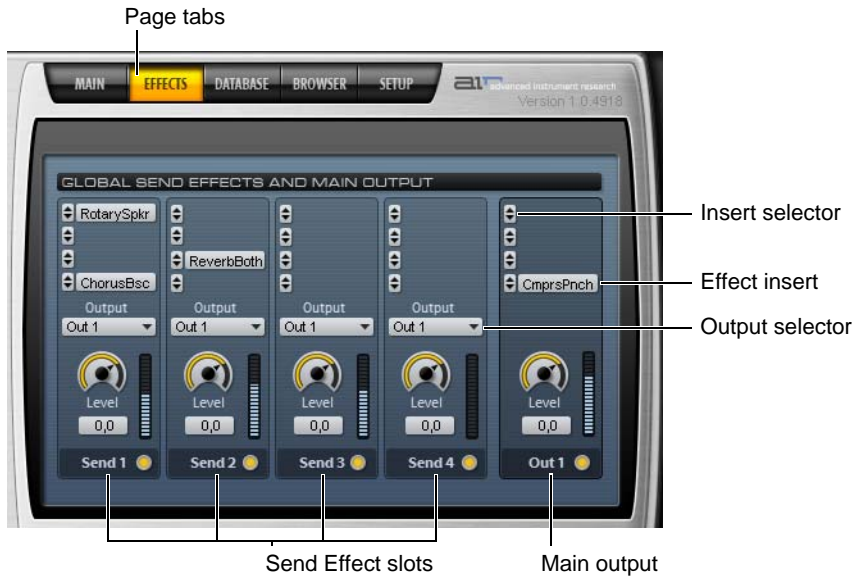 Page tabs
MAIN EFFECTS DATABASE BROWSER SETUP air advanced instrument research
Version 1.0.4918
GLOBAL SEND EFFECTS AND MAIN OUTPUT
RotarySpkr
Insert selector
ReverbBoth
ChorusBsc CmprsPnch Effect insert
Output Output Output Output
Out 1 Out 1 Out 1 Out 1 Output selector
Level Level Level Level Level
0,0 0,0 0,0 0,0 0,0
Send 1 Send 2 Send 3 Send 4 Out 1
Send Effect slots Main output